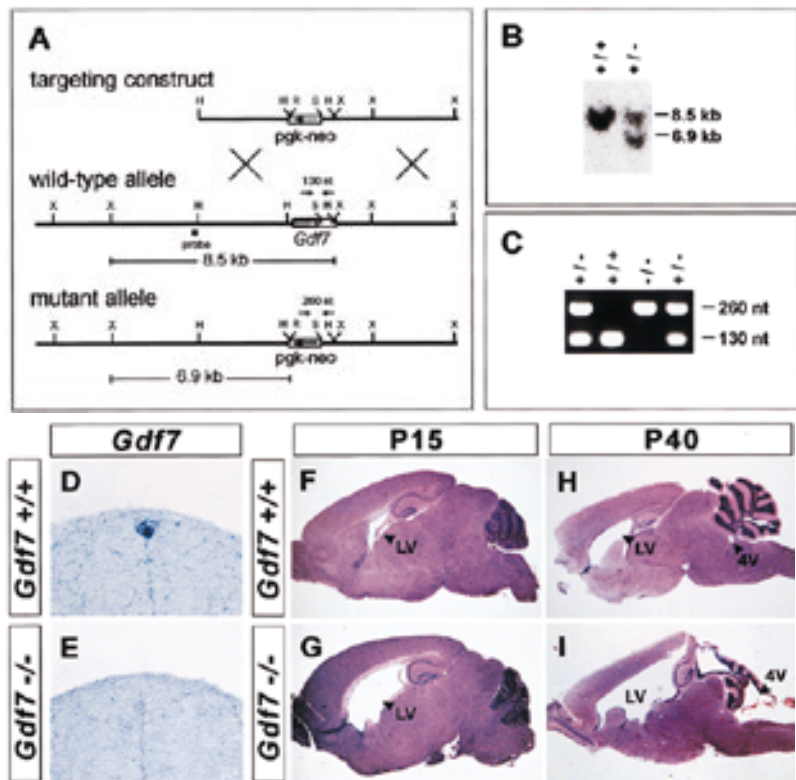 A
targeting construct
H H R S H X X X
pgk-neo
wild-type allele
130 nt
X X H H S H X X X
probe
Gdf7
8.5 kb
mutant allele
260 nt
X X H H R S H X X X
pgk-neo
6.9 kb
B
+/+ +/-
8.5 kb
6.9 kb
C
+/- +/+ -/- +/-
260 nt
130 nt
Gdf7
P15
P40
Gdf7 +/+
D
Gdf7 +/+
F
LV
H
LV
4V
Gdf7 -/-
E
Gdf7 -/-
G
LV
I
LV
4V